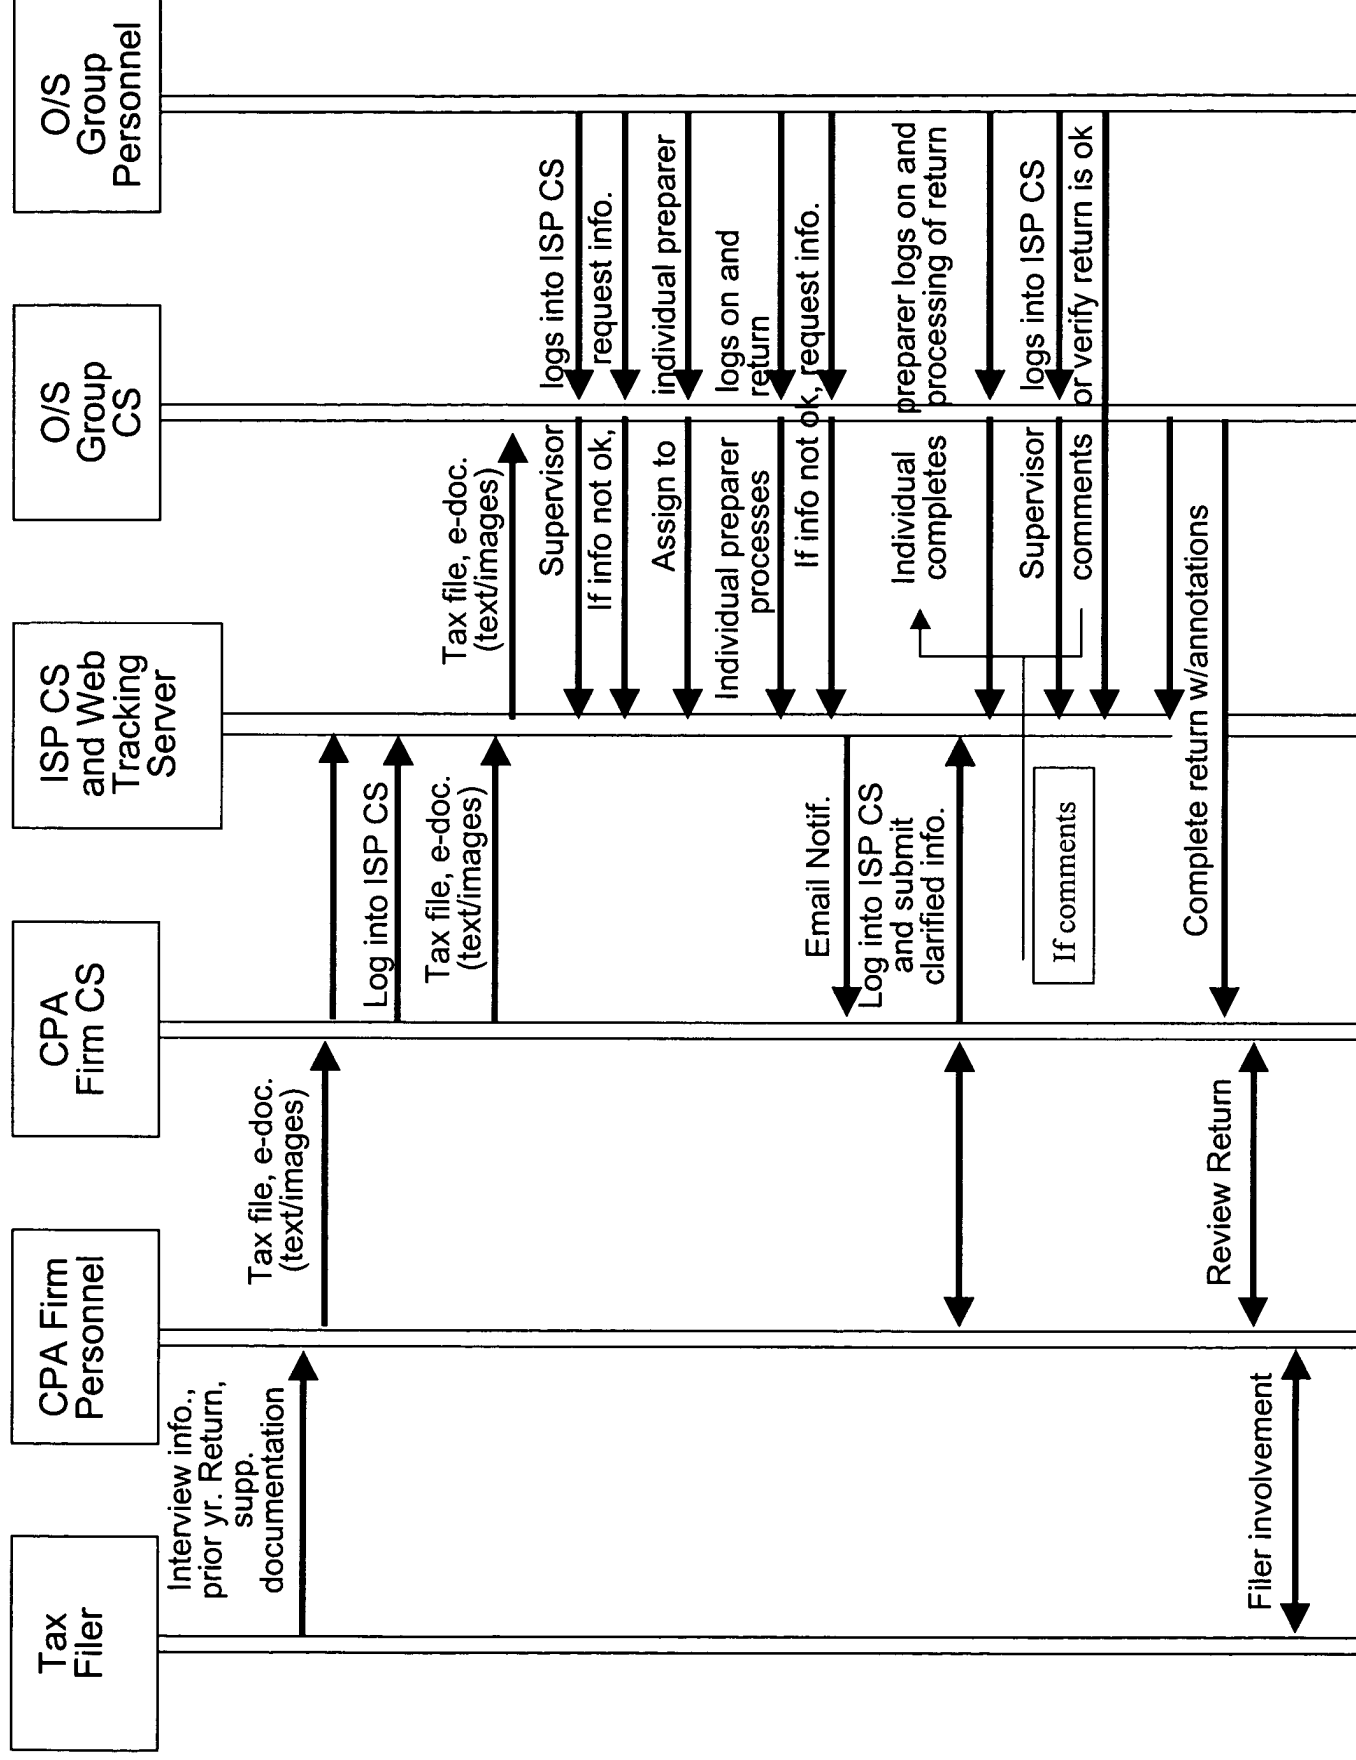 Tax
Filer
CPA Firm
Personnel
CPA
Firm CS
ISP CS
and Web
Tracking
Server
O/S
Group
CS
O/S
Group
Personnel
Interview info.,
prior yr. Return,
supp.
documentation
Tax file, e-doc.
(text/images)
Log into ISP CS
Tax file, e-doc.
(text/images)
Tax file, e-doc.
(text/images)
Supervisor logs into ISP CS
If info not ok, request info.
Assign to individual preparer
Individual preparer logs on and
processes return
If info not ok, request info.
Email Notif.
Log into ISP CS
and submit
clarified info.
Individual preparer logs on and
completes processing of return
Supervisor logs into ISP CS
comments or verify return is ok
If comments
Complete return w/annotations
Review Return
Filer involvement